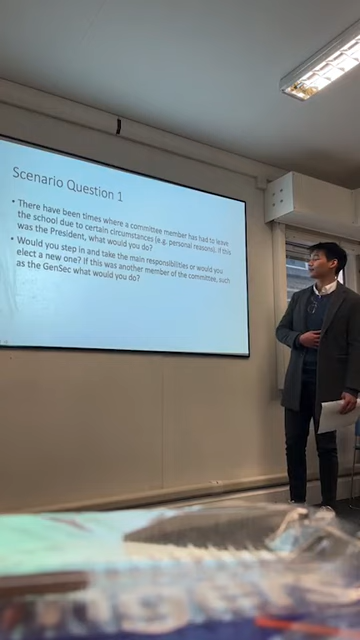 Scenario Question 1
• There have been times where a committee member has had to leave
the school due to certain circumstances (e.g. personal reasons). If this
was the President, what would you do?
• Would you step in and take the main responsibilities or would you
elect a new one? If this was another member of the committee, such
as the GenSec what would you do?